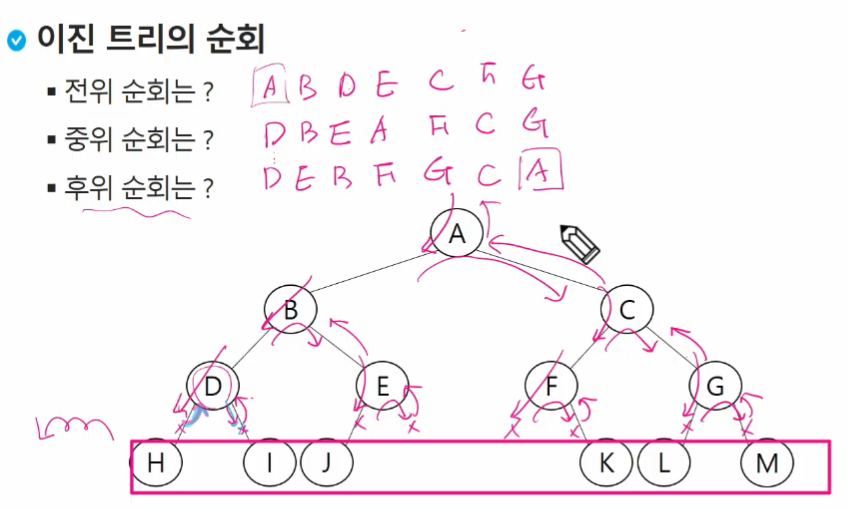 이진 트리의 순회
▪ 전위 순회는 ? A B D E C F G
▪ 중위 순회는 ? D B E A F C G
▪ 후위 순회는 ? D E B F G C A
A
B C
D E F G
H I J K L M